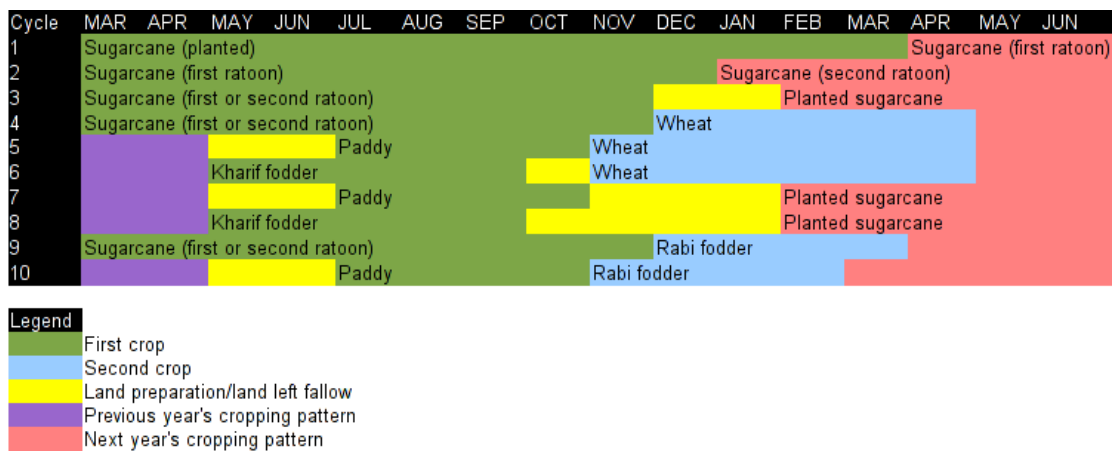 Cycle MAR APR MAY JUN JUL AUG SEP OCT NOV DEC JAN FEB MAR APR MAY JUN
1 Sugarcane (planted) Sugarcane (first ratoon)
2 Sugarcane (first ratoon) Sugarcane (second ratoon)
3 Sugarcane (first or second ratoon) Planted sugarcane
4 Sugarcane (first or second ratoon) Wheat
5 Paddy Wheat
6 Kharif fodder Wheat
7 Paddy Planted sugarcane
8 Kharif fodder Planted sugarcane
9 Sugarcane (first or second ratoon) Rabi fodder
10 Paddy Rabi fodder
Legend
First crop
Second crop
Land preparation/land left fallow
Previous year's cropping pattern
Next year's cropping pattern